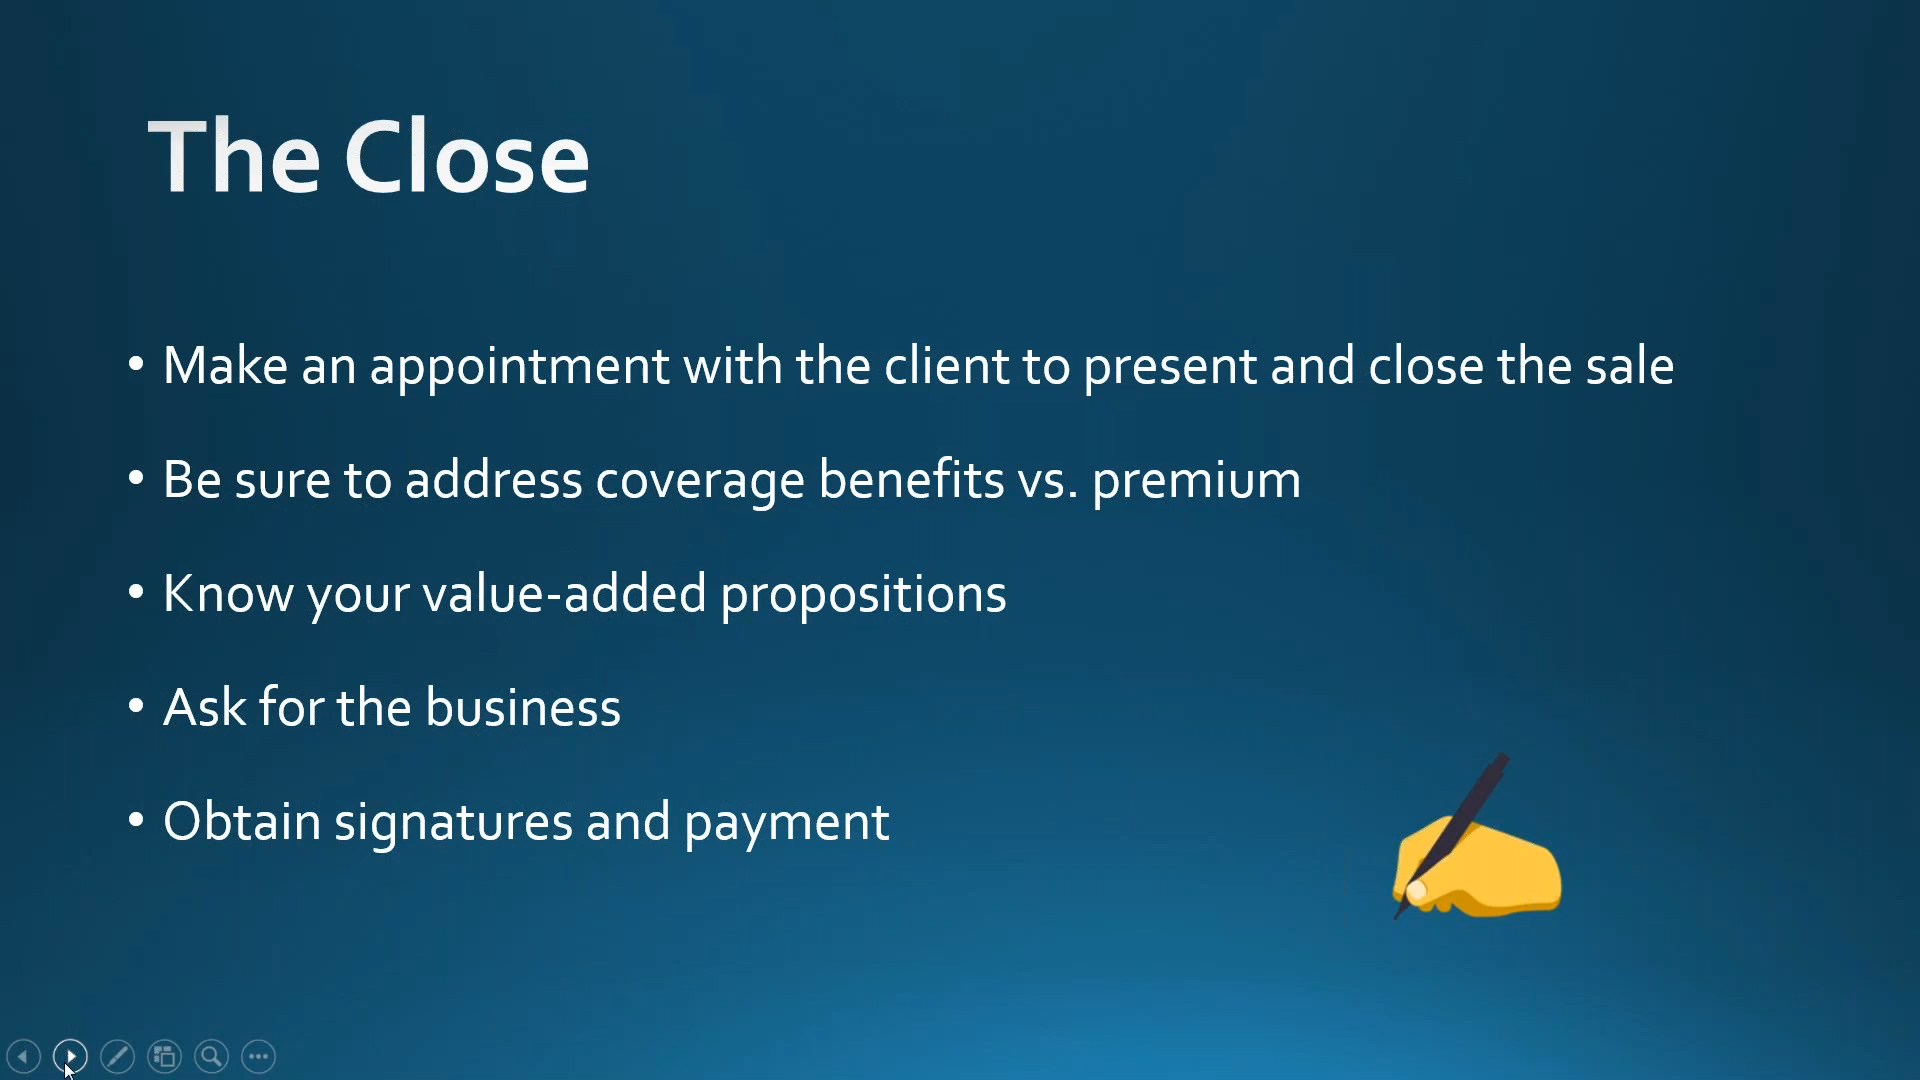 The Close
• Make an appointment with the client to present and close the sale
• Be sure to address coverage benefits vs. premium
• Know your value-added propositions
• Ask for the business
• Obtain signatures and payment